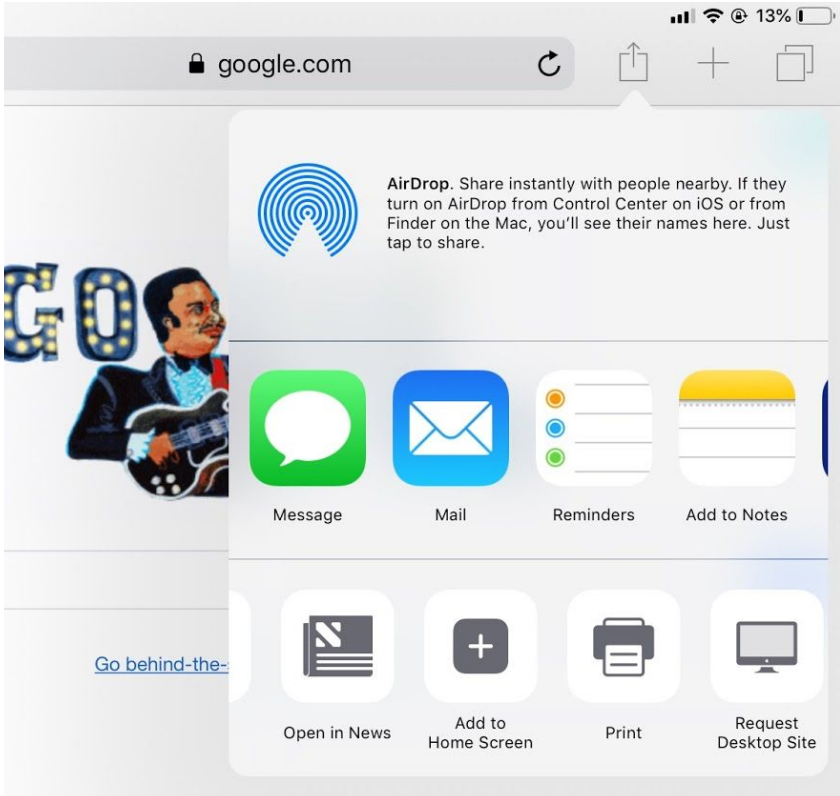 13%
google.com
GO
AirDrop. Share instantly with people nearby. If they
turn on AirDrop from Control Center on iOS or from
Finder on the Mac, you’ll see their names here. Just
tap to share.
Message
Mail
Reminders
Add to Notes
Go behind-the-
Open in News
Add to
Home Screen
Print
Request
Desktop Site